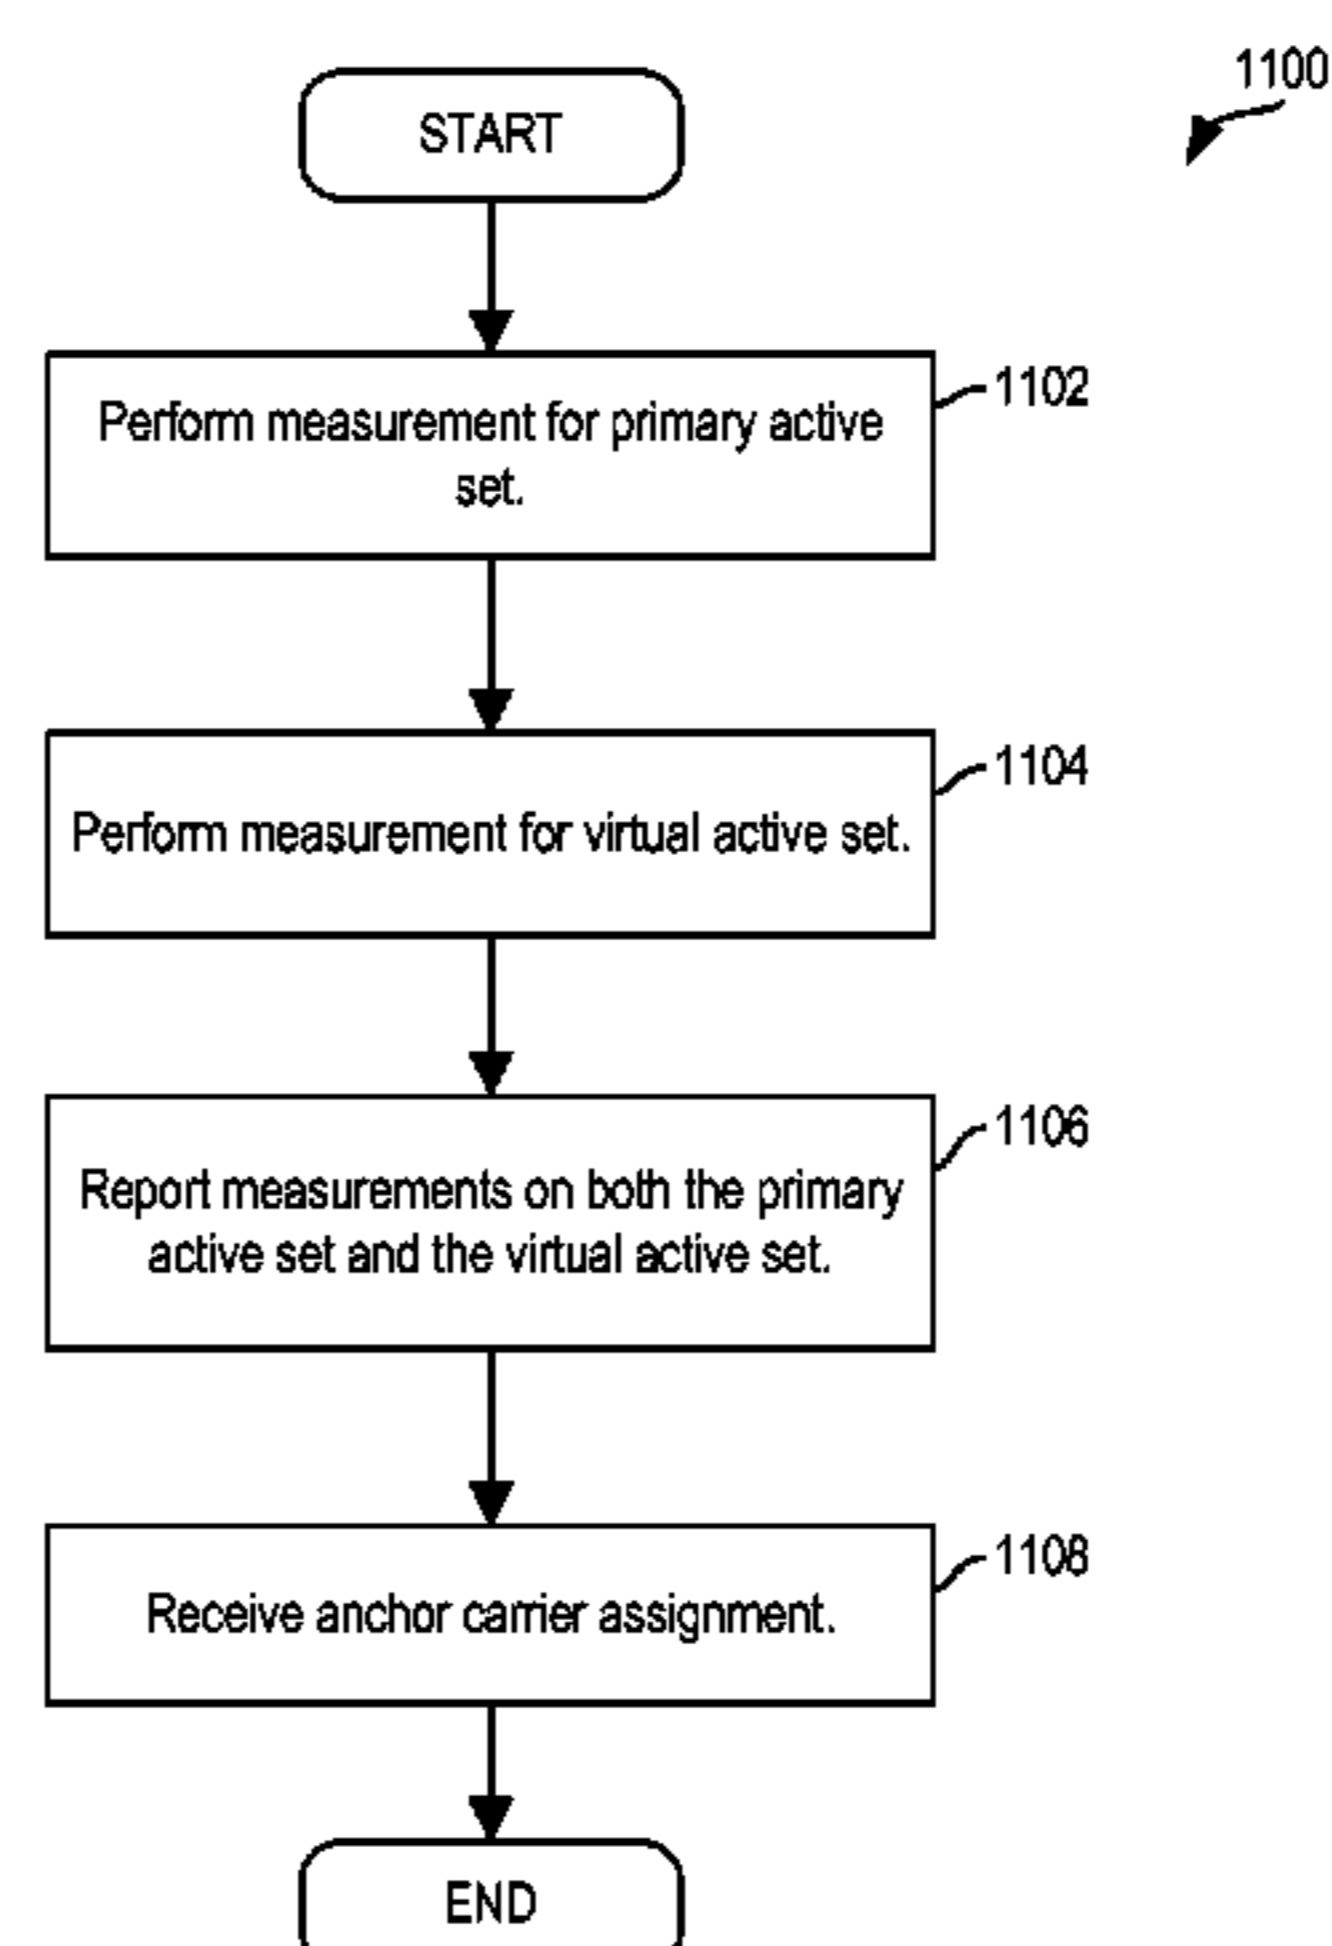 1100
START
Perform measurement for primary active
set.
1102
Perform measurement for virtual active set.
1104
Report measurements on both the primary
active set and the virtual active set.
1106
Receive anchor carrier assignment.
1108
END